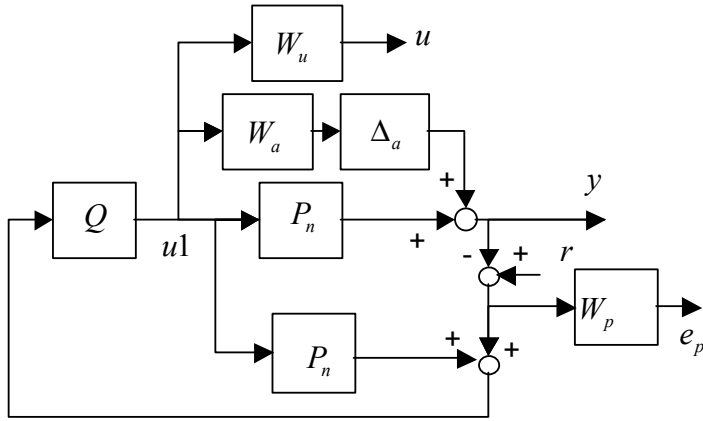 W_u
u
W_a
Δ_a
+
y
Q
P_n
u1
+
-
+
r
W_p
+
+
P_n
e_p